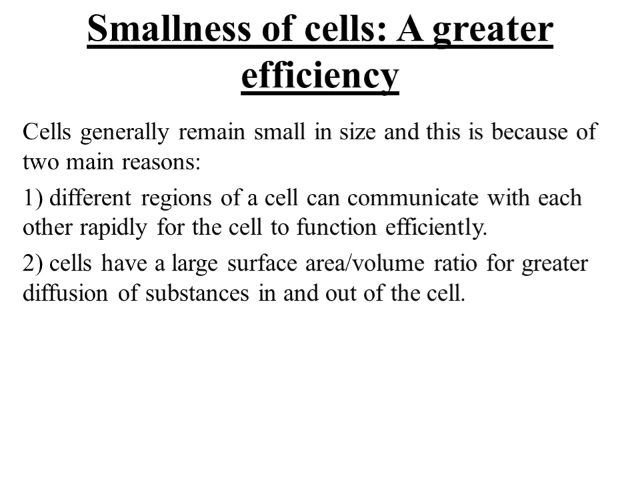 Smallness of cells: A greater
efficiency
Cells generally remain small in size and this is because of
two main reasons:
1) different regions of a cell can communicate with each
other rapidly for the cell to function efficiently.
2) cells have a large surface area/volume ratio for greater
diffusion of substances in and out of the cell.